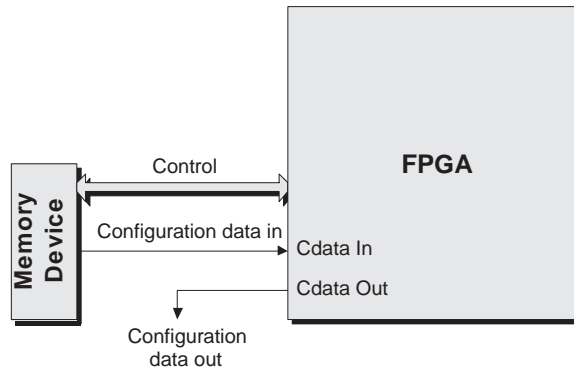 Control
FPGA
Memory
Device
Configuration data in
Cdata In
Cdata Out
Configuration
data out